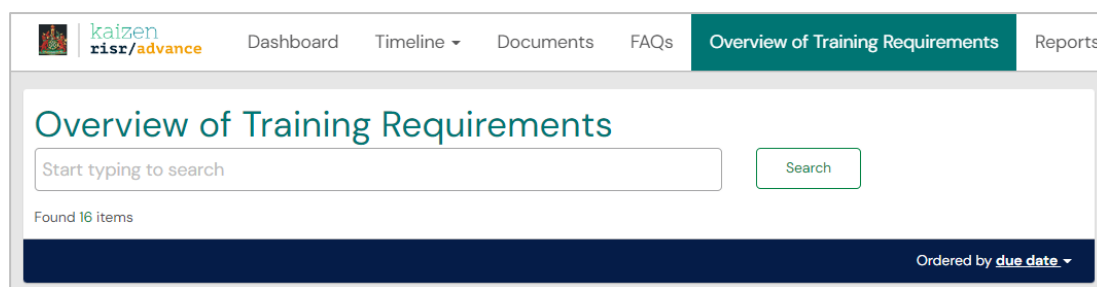 kaizen
risr/advance
Dashboard Timeline Documents FAQs Overview of Training Requirements Reports
Overview of Training Requirements
Start typing to search Search
Found 16 items
Ordered by due date